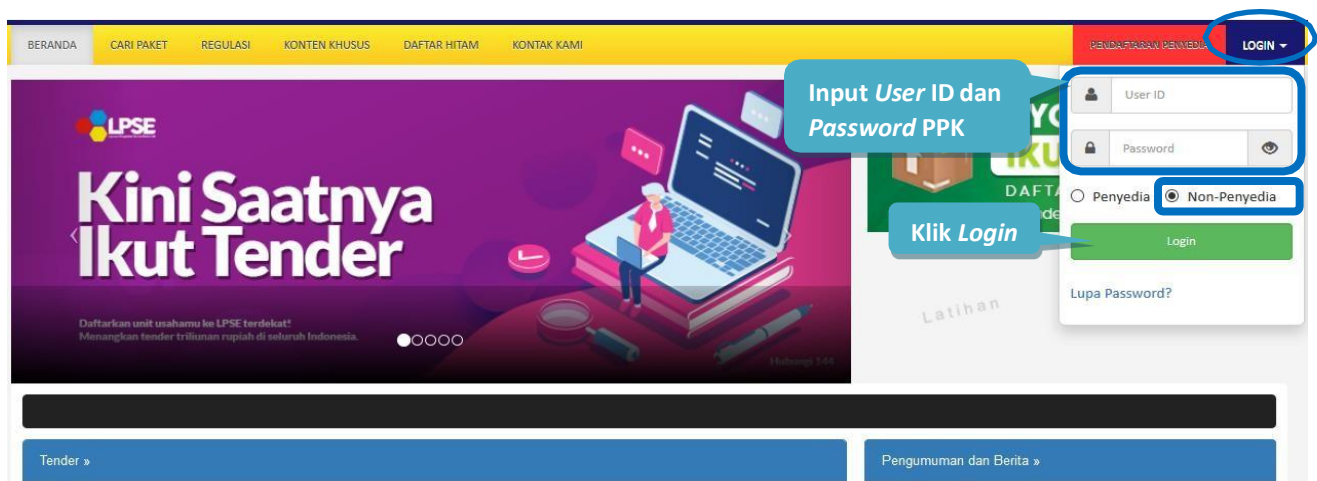 BERANDA CARI PAKET REGULASI KONTEN KHUSUS DAFTAR HITAM KONTAK KAMI PENDAFTARAN PENYEDIA LOGIN
Input User ID dan
Password PPK
User ID
Password
Penyedia Non-Penyedia
Klik Login
Login
Lupa Password?
LPSE
Kini Saatnya
Ikut Tender
Daftarkan unit usahamu ke LPSE terdekat!
Menangkan tender triliunan rupiah di seluruh Indonesia.
Hubungi 144
IKU
DAFTA
Latihan
Tender »
Pengumuman dan Berita »